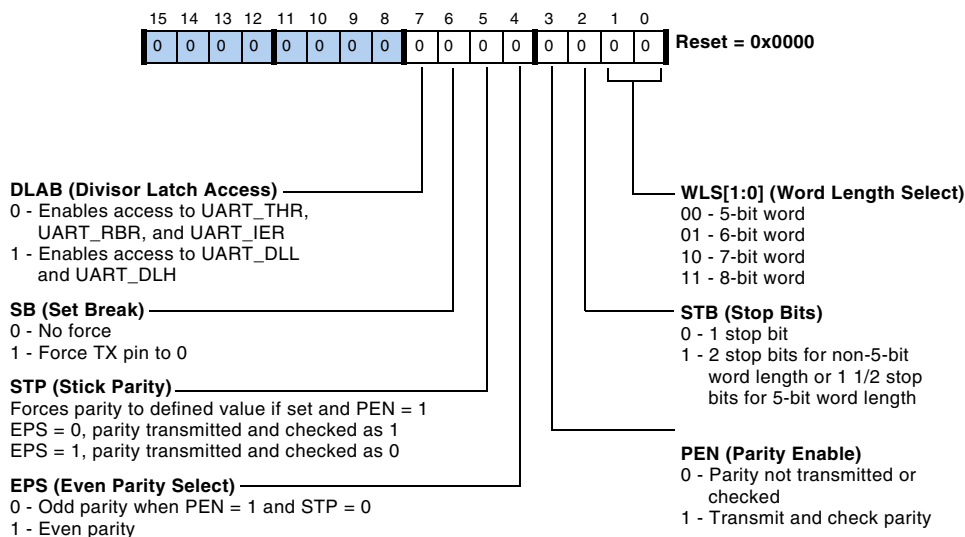 15 14 13 12 11 10 9 8 7 6 5 4 3 2 1 0
0 0 0 0 0 0 0 0 0 0 0 0 0 0 0 0 Reset = 0x0000
DLAB (Divisor Latch Access)
0 - Enables access to UART_THR,
UART_RBR, and UART_IER
1 - Enables access to UART_DLL
and UART_DLH
SB (Set Break)
0 - No force
1 - Force TX pin to 0
STP (Stick Parity)
Forces parity to defined value if set and PEN = 1
EPS = 0, parity transmitted and checked as 1
EPS = 1, parity transmitted and checked as 0
EPS (Even Parity Select)
0 - Odd parity when PEN = 1 and STP = 0
1 - Even parity
WLS[1:0] (Word Length Select)
00 - 5-bit word
01 - 6-bit word
10 - 7-bit word
11 - 8-bit word
STB (Stop Bits)
0 - 1 stop bit
1 - 2 stop bits for non-5-bit
word length or 1 1/2 stop
bits for 5-bit word length
PEN (Parity Enable)
0 - Parity not transmitted or
checked
1 - Transmit and check parity